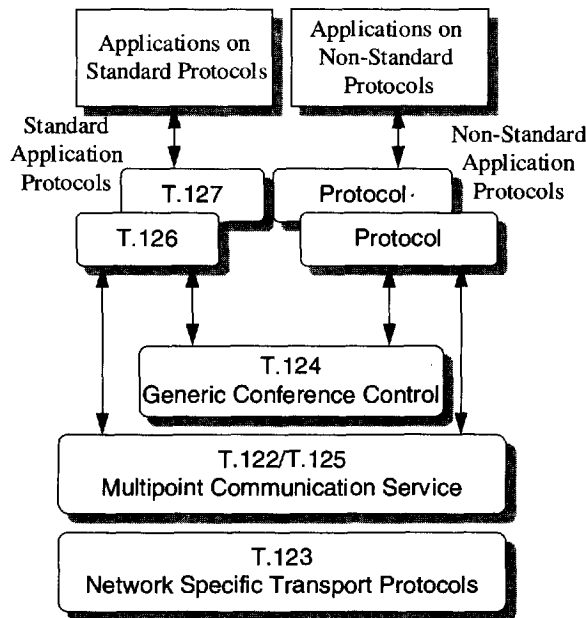 Applications on
Standard Protocols
Applications on
Non-Standard
Protocols
Standard
Application
Protocols
Non-Standard
Application
Protocols
T.127
Protocol
T.126
Protocol
T.124
Generic Conference Control
T.122/T.125
Multipoint Communication Service
T.123
Network Specific Transport Protocols